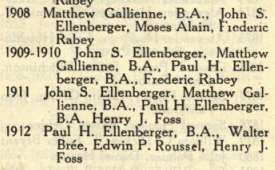 Rabey
1908 Matthew Gallienne, B.A., John S.
Ellenberger, Moses Alain, Frederic
Rabey
1909-1910 John S. Ellenberger, Matthew
Gallienne, B.A., Paul H. Ellen-
berger, B.A., Frederic Rabey
1911 John S. Ellenberger, Matthew Gal-
lienne, B.A., Paul H. Ellenberger,
B.A. Henry J. Foss
1912 Paul H. Ellenberger, B.A., Walter
Brée, Edwin P. Roussel, Henry J.
Foss